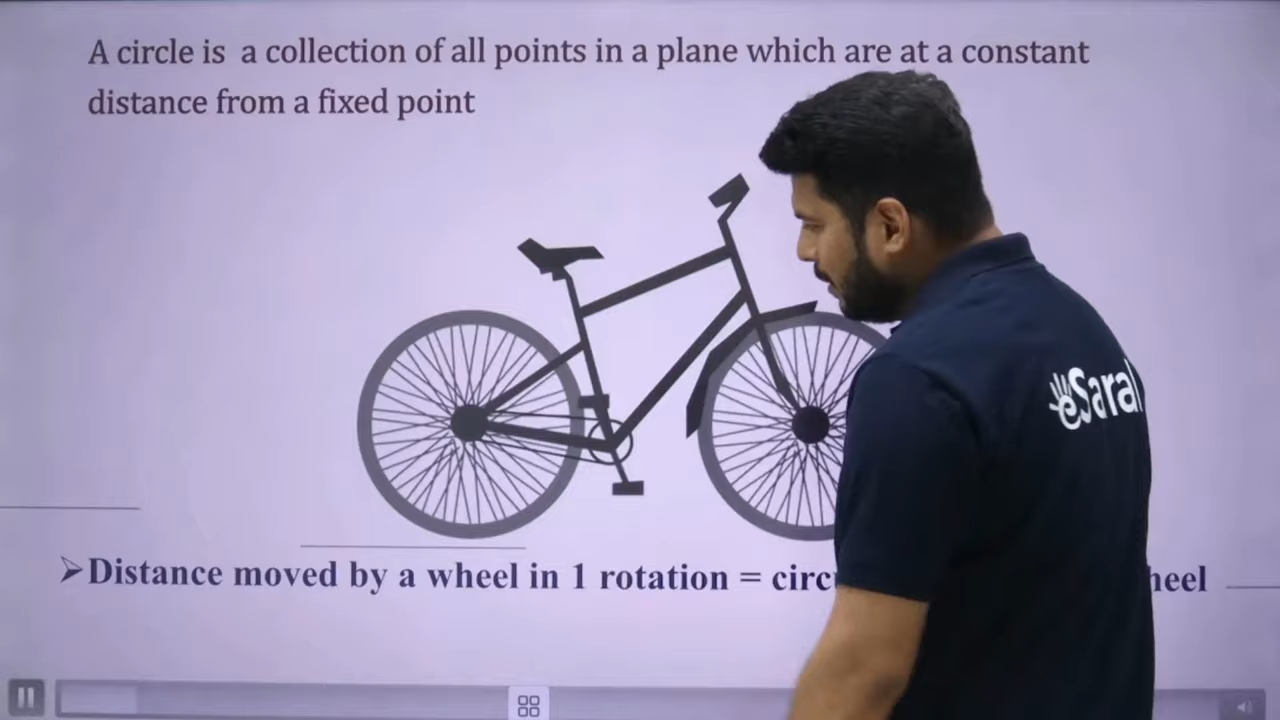 A circle is a collection of all points in a plane which are at a constant
distance from a fixed point
eSaral
➢Distance moved by a wheel in 1 rotation = circ heel